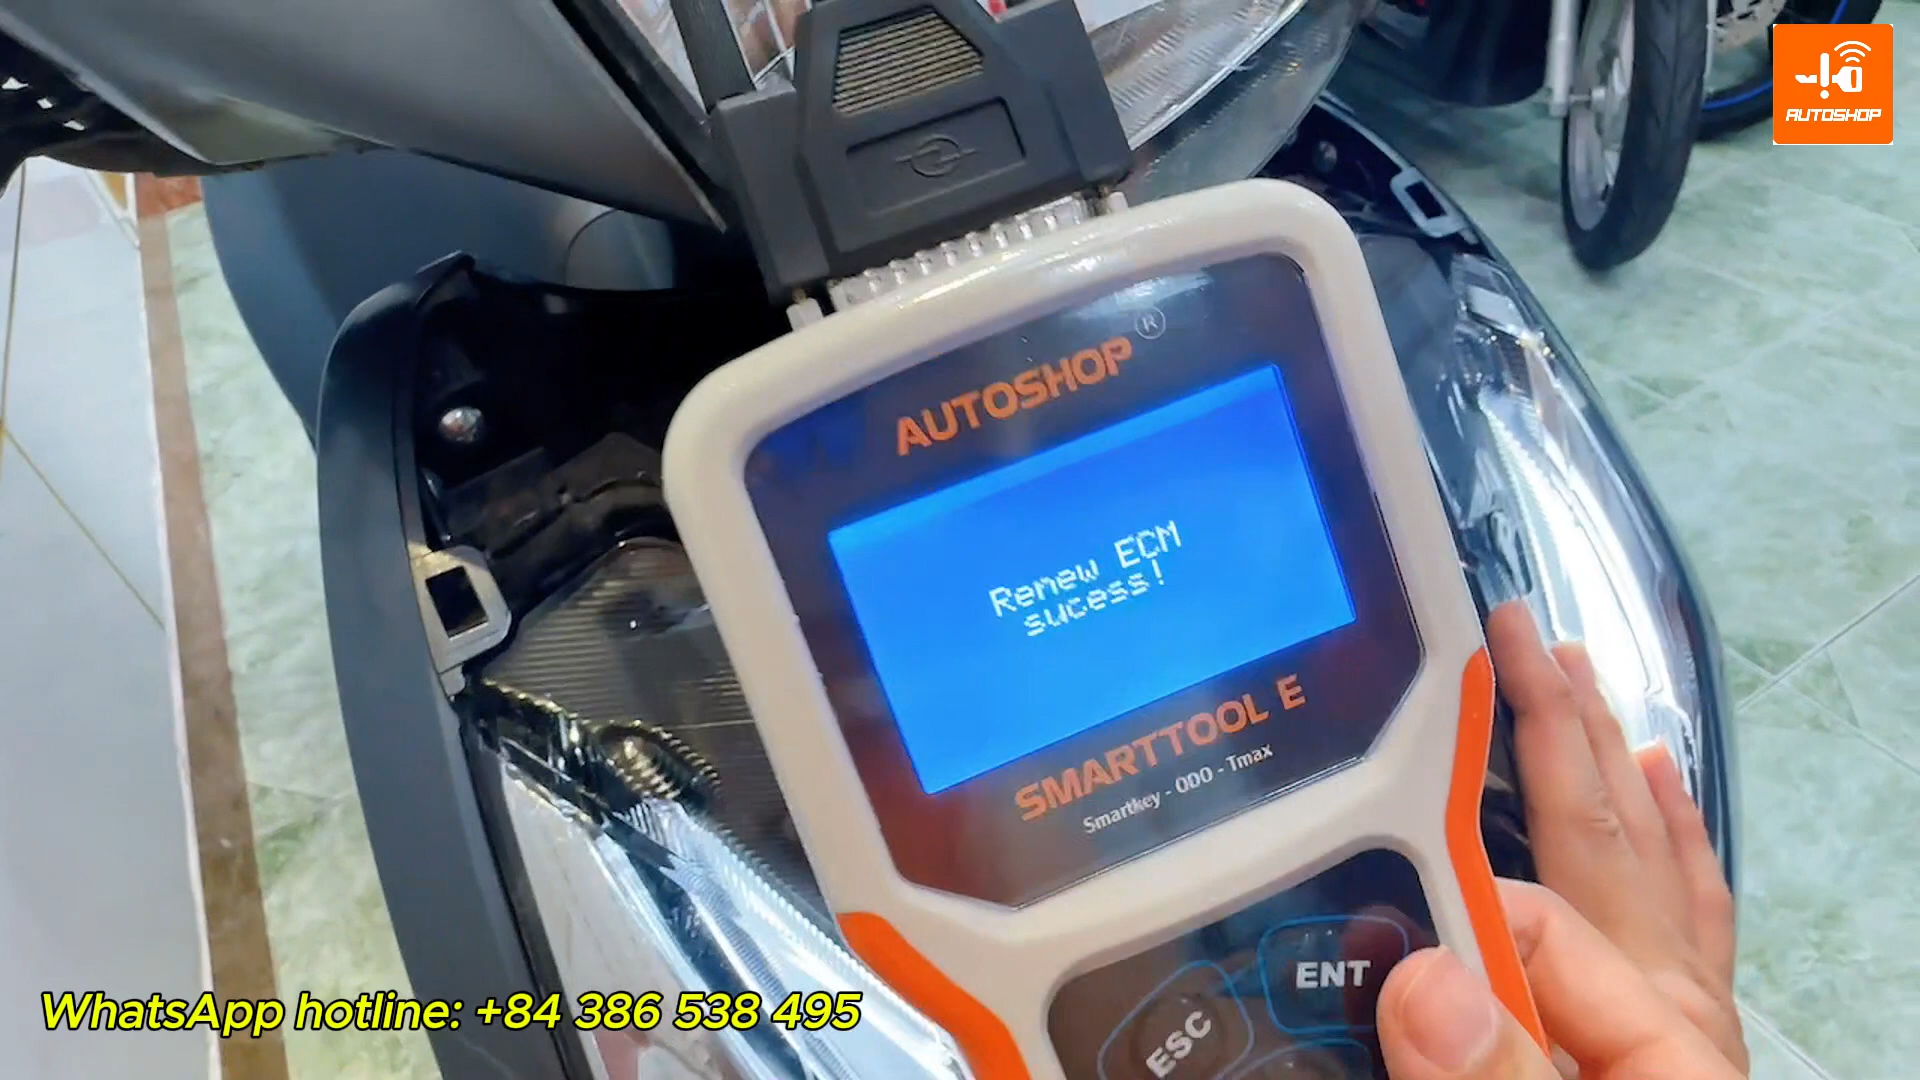 AUTOSHOP
AUTOSHOP ®
Renew ECM
sucess!
SMARTTOOL E
Smartkey - ODO - Tmax
ENT
ESC
WhatsApp hotline: +84 386 538 495